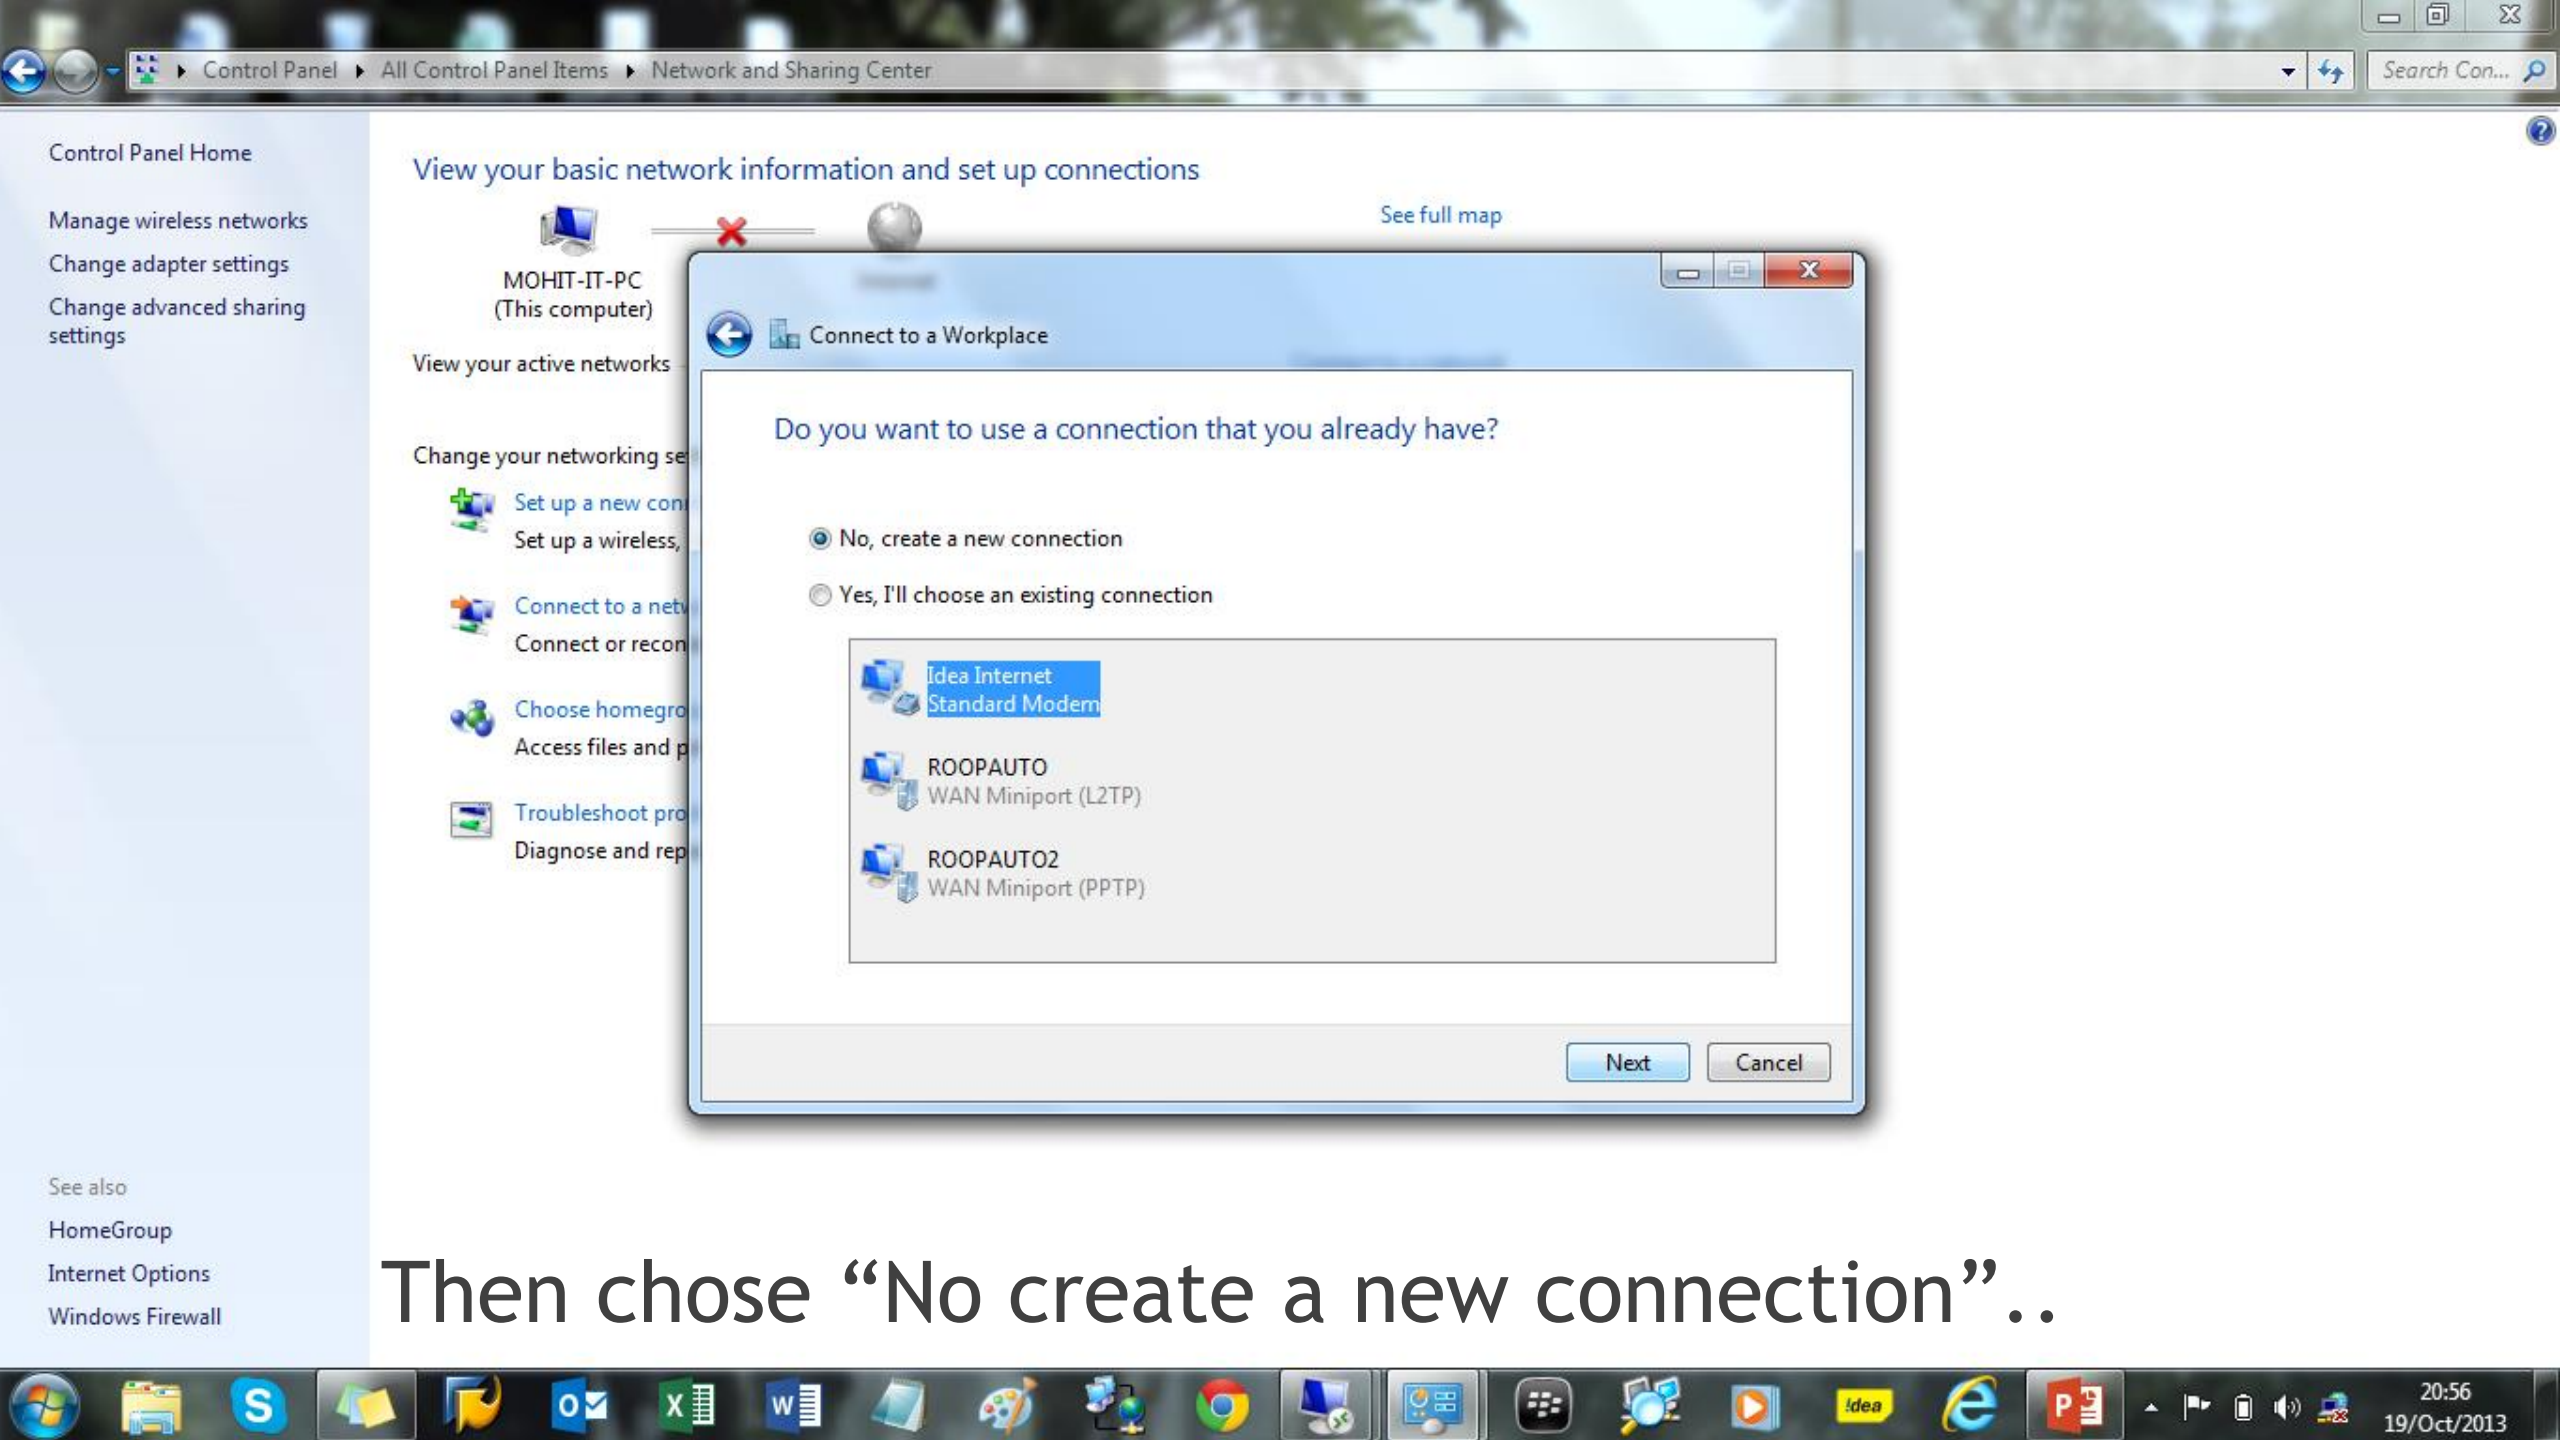 Control Panel ▸ All Control Panel Items ▸ Network and Sharing Center
Search Con...
Control Panel Home
Manage wireless networks
Change adapter settings
Change advanced sharing
settings
See also
HomeGroup
Internet Options
Windows Firewall
View your basic network information and set up connections
See full map
MOHIT-IT-PC
(This computer)
View your active networks
Change your networking se
Set up a new con
Set up a wireless,
Connect to a netw
Connect or recon
Choose homegro
Access files and p
Troubleshoot pro
Diagnose and rep
Connect to a Workplace
Do you want to use a connection that you already have?
No, create a new connection
Yes, I'll choose an existing connection
Idea Internet
Standard Modem
ROOPAUTO
WAN Miniport (L2TP)
ROOPAUTO2
WAN Miniport (PPTP)
Next
Cancel
Then chose “No create a new connection”..
!dea
20:56
19/Oct/2013